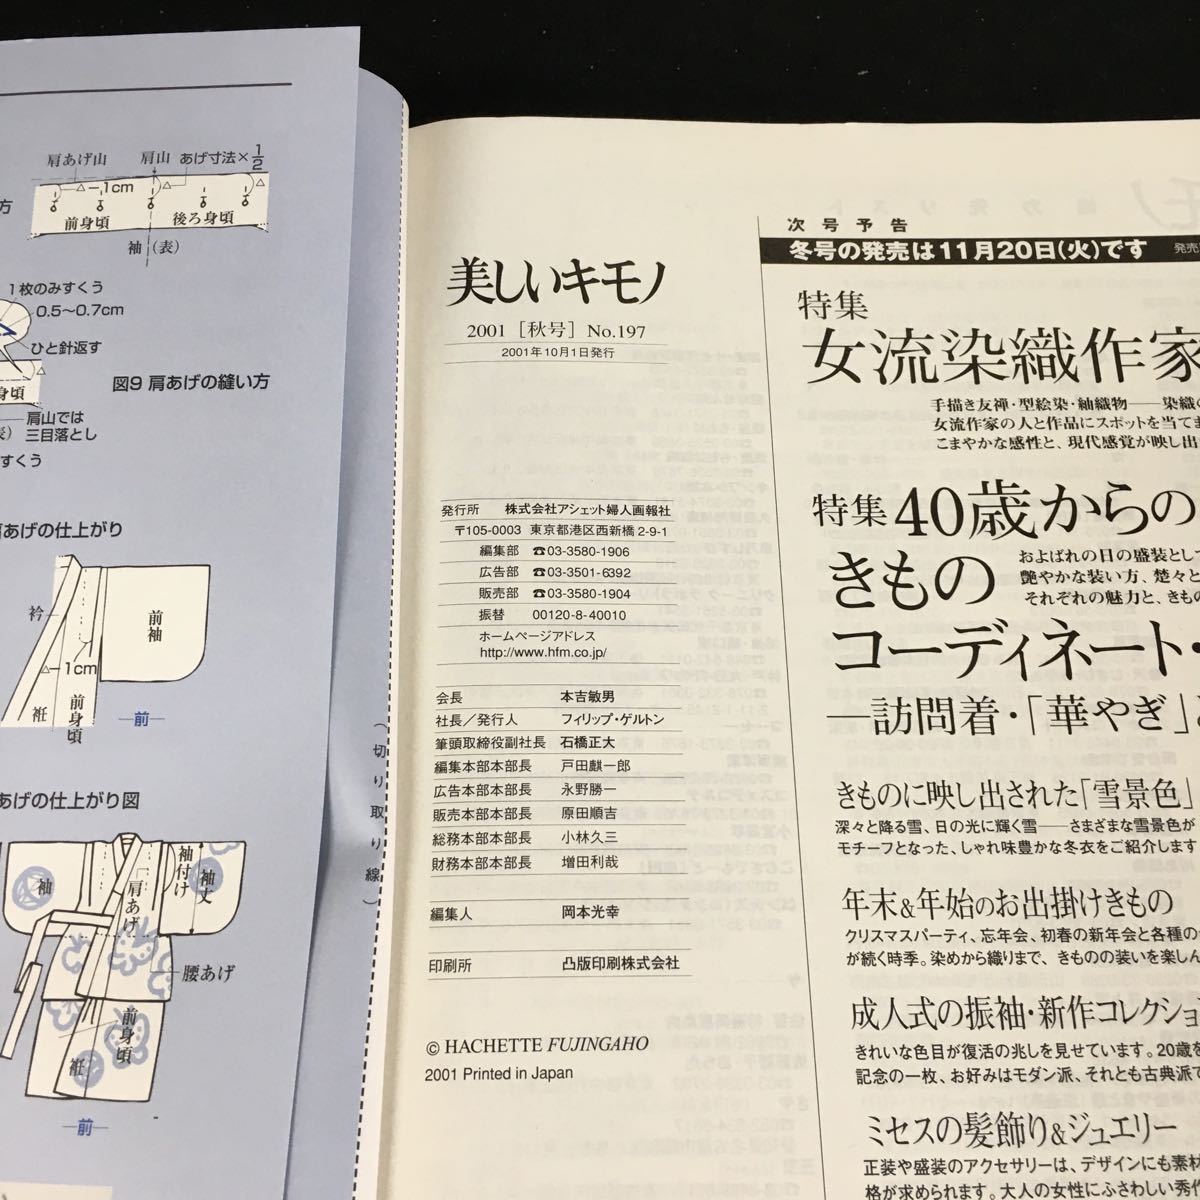 肩あげ山
肩山
あげ寸法×1/2
△
1cm
△
△
方
前身頃
後ろ身頃
袖(表)
1枚のみすくう
0.5〜0.7cm
ひと針返す
身頃
図9 肩あげの縫い方
肩山では
三目落とし
すくう
肩あげの仕上がり
衿
前袖
△
1cm
前身頃
衽
前
あげの仕上がり図
袖
袖付け
袖丈
肩あげ
腰あげ
前身頃
衽
前
(切り取り線)
美しいキモノ
2001［秋号］No.197
2001年10月1日発行
発行所　株式会社アシェット婦人画報社
〒105-0003 東京都港区西新橋2-9-1
編集部 ☎03-3580-1906
広告部 ☎03-3501-6392
販売部 ☎03-3580-1904
振替 00120-8-40010
ホームページアドレス
http://www.hfm.co.jp/
会長　本吉敏男
社長／発行人　フィリップ・ゲルトン
筆頭取締役副社長　石橋正大
編集本部本部長　戸田麒一郎
広告本部本部長　永野勝一
販売本部本部長　原田順吉
総務本部本部長　小林久三
財務本部本部長　増田利哉
編集人　岡本光幸
印刷所　凸版印刷株式会社
© HACHETTE FUJINGAHO
2001 Printed in Japan
次号予告
冬号の発売は11月20日(火)です
発売
特集
女流染織作家
手描き友禅・型絵染・紬織物──染織の
女流作家の人と作品にスポットを当てま
こまやかな感性と、現代感覚が映し出
特集 40歳からの
きもの
およばれの日の盛装として
艶やかな装い方、楚々と
それぞれの魅力と、きもの
コーディネート・
―訪問着・「華やぎ」
きものに映し出された「雪景色」
深々と降る雪、日の光に輝く雪──さまざまな雪景色が
モチーフとなった、しゃれ味豊かな冬衣をご紹介します
年末&年始のお出掛けきもの
クリスマスパーティ、忘年会、初春の新年会と各種の
が続く時季。染めから織りまで、きものの装いを楽しん
成人式の振袖・新作コレクショ
きれいな色目が復活の兆しを見せています。20歳を
記念の一枚、お好みはモダン派、それとも古典派で
ミセスの髪飾り&ジュエリー
正装や盛装のアクセサリーは、デザインにも素材
格が求められます。大人の女性にふさわしい秀作